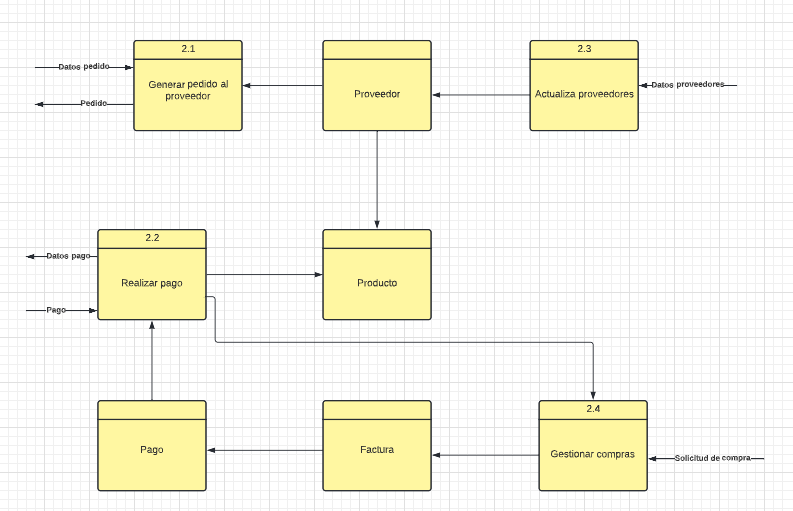 2.1
2.3
Datos pedido
Generar pedido al
proveedor
Pedido
Proveedor
Actualiza proveedores
Datos proveedores
2.2
Datos pago
Realizar pago
Pago
Producto
2.4
Pago
Factura
Gestionar compras
Solicitud de compra